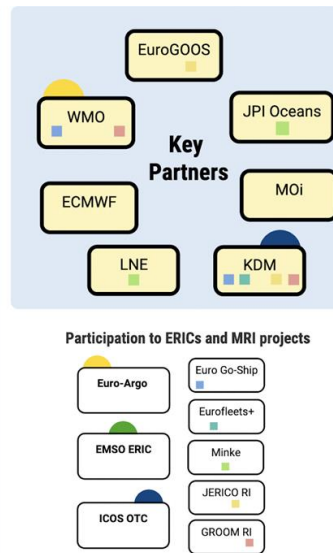 EuroGOOS
WMO
JPI Oceans
Key
Partners
ECMWF
MOi
LNE
KDM
Participation to ERICs and MRI projects
Euro-Argo
Euro Go-Ship
Eurofleets+
EMSO ERIC
Minke
JERICO RI
ICOS OTC
GROOM RI